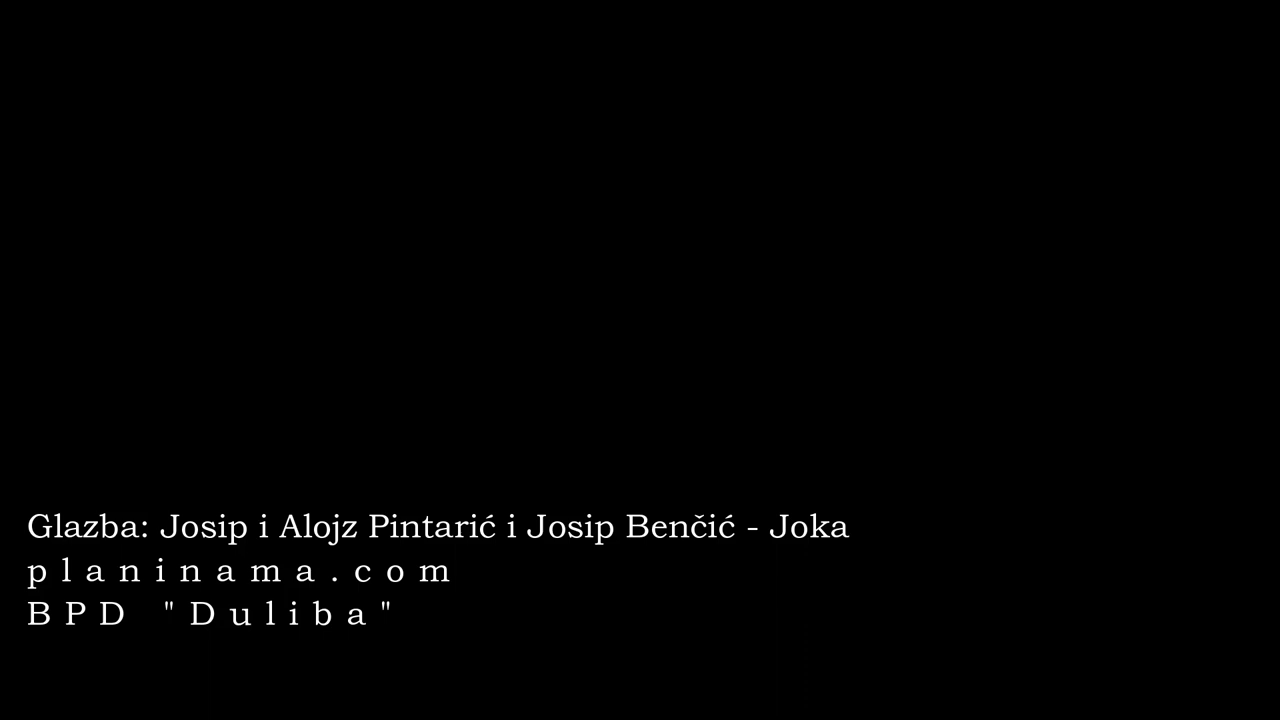 Glazba: Josip i Alojz Pintarić i Josip Benčić - Joka
p l a n i n a m a . c o m
B P D " D u l i b a "